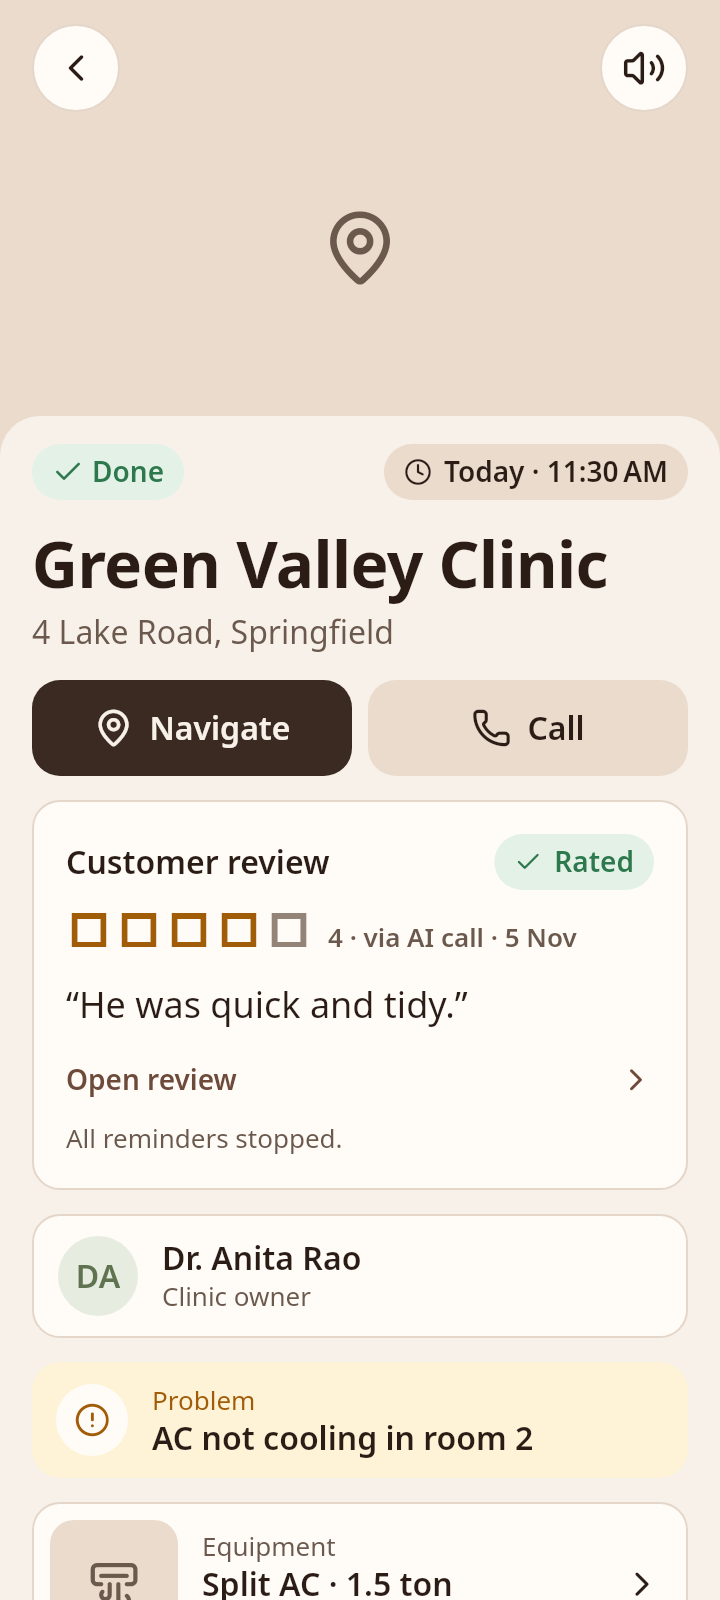 Done
Today · 11:30 AM
Green Valley Clinic
4 Lake Road, Springfield
Navigate
Call
Customer review
Rated
4 · via AI call · 5 Nov
“He was quick and tidy.”
Open review
All reminders stopped.
DA
Dr. Anita Rao
Clinic owner
Problem
AC not cooling in room 2
Equipment
Split AC · 1.5 ton